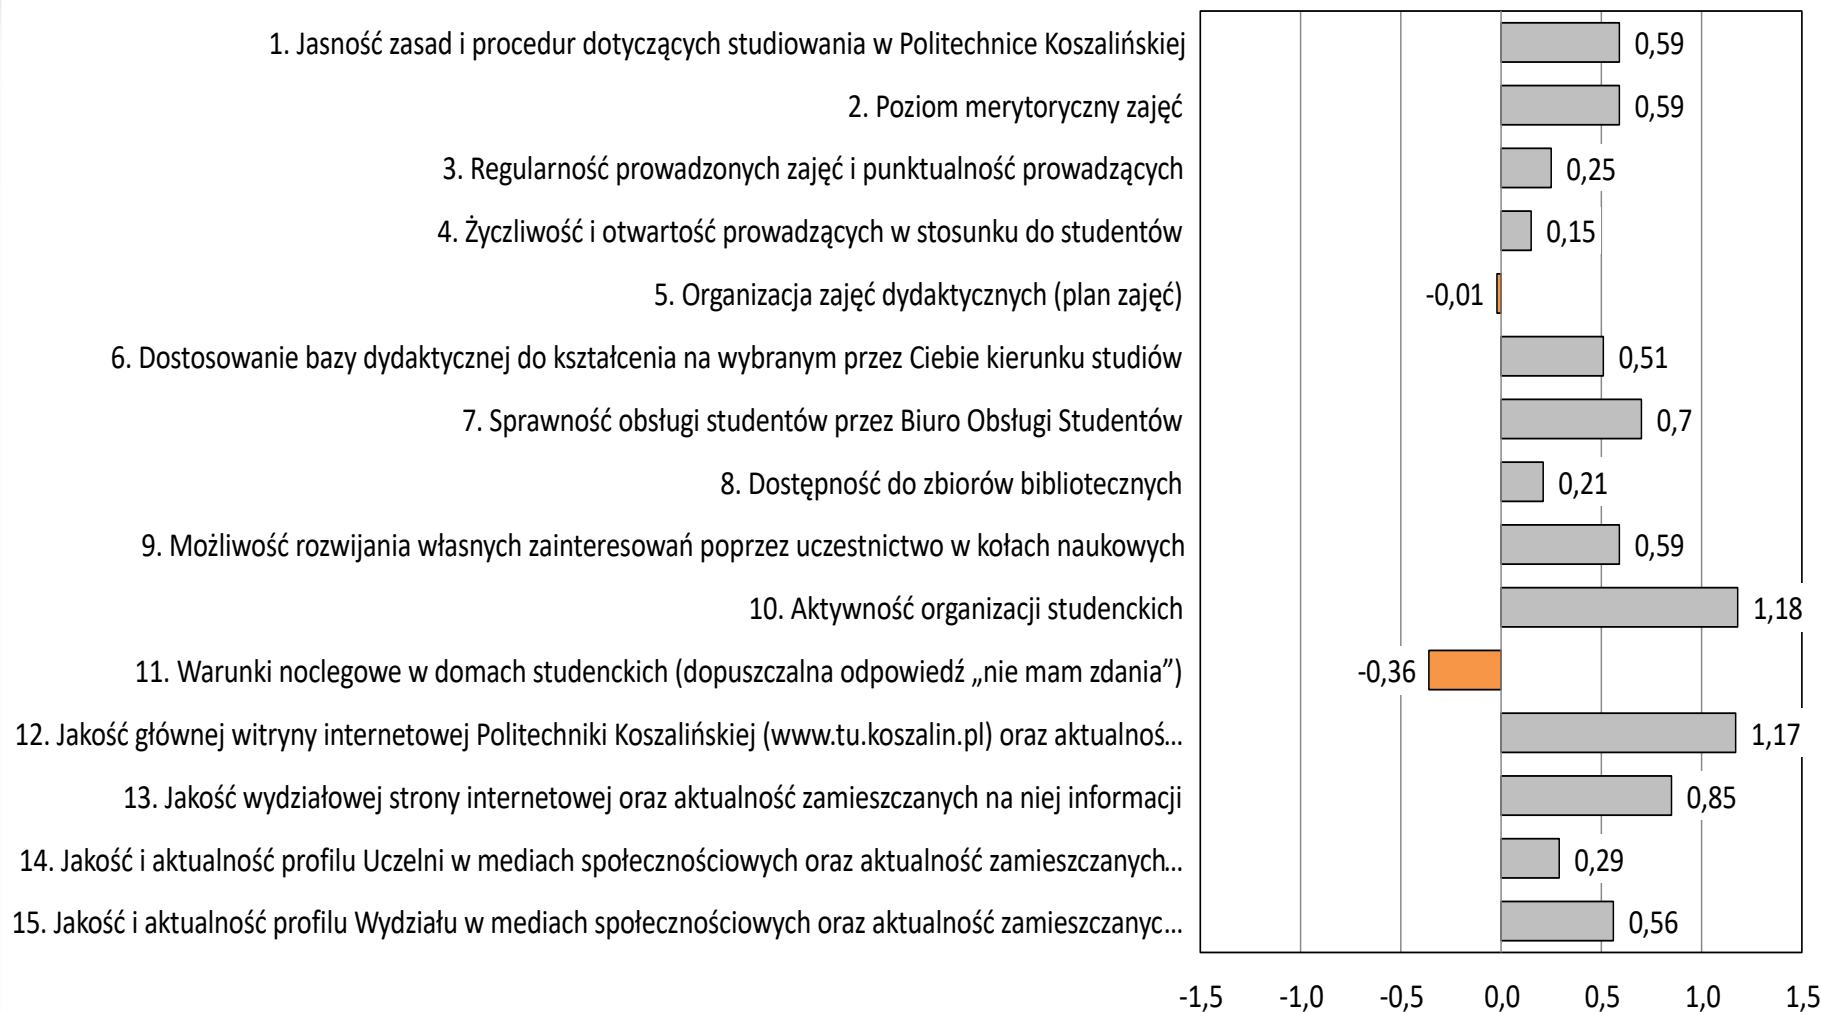 1. Jasność zasad i procedur dotyczących studiowania w Politechnice Koszalińskiej 0,59
2. Poziom merytoryczny zajęć 0,59
3. Regularność prowadzonych zajęć i punktualność prowadzących 0,25
4. Życzliwość i otwartość prowadzących w stosunku do studentów 0,15
5. Organizacja zajęć dydaktycznych (plan zajęć) -0,01
6. Dostosowanie bazy dydaktycznej do kształcenia na wybranym przez Ciebie kierunku studiów 0,51
7. Sprawność obsługi studentów przez Biuro Obsługi Studentów 0,7
8. Dostępność do zbiorów bibliotecznych 0,21
9. Możliwość rozwijania własnych zainteresowań poprzez uczestnictwo w kołach naukowych 0,59
10. Aktywność organizacji studenckich 1,18
11. Warunki noclegowe w domach studenckich (dopuszczalna odpowiedź „nie mam zdania”) -0,36
12. Jakość głównej witryny internetowej Politechniki Koszalińskiej (www.tu.koszalin.pl) oraz aktualnoś... 1,17
13. Jakość wydziałowej strony internetowej oraz aktualność zamieszczanych na niej informacji 0,85
14. Jakość i aktualność profilu Uczelni w mediach społecznościowych oraz aktualność zamieszczanych... 0,29
15. Jakość i aktualność profilu Wydziału w mediach społecznościowych oraz aktualność zamieszczanyc... 0,56
-1,5 -1,0 -0,5 0,0 0,5 1,0 1,5